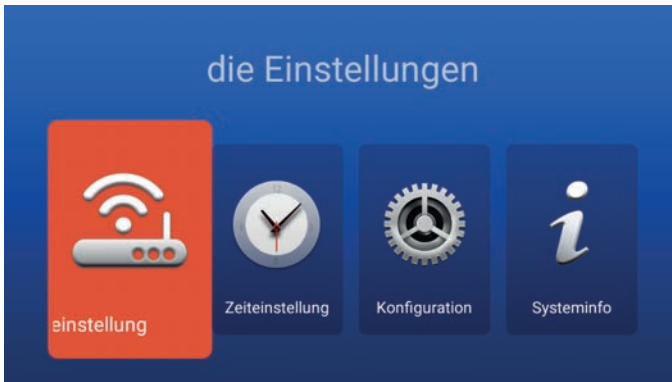 die Einstellungen
einstellung
Zeiteinstellung
Konfiguration
Systeminfo